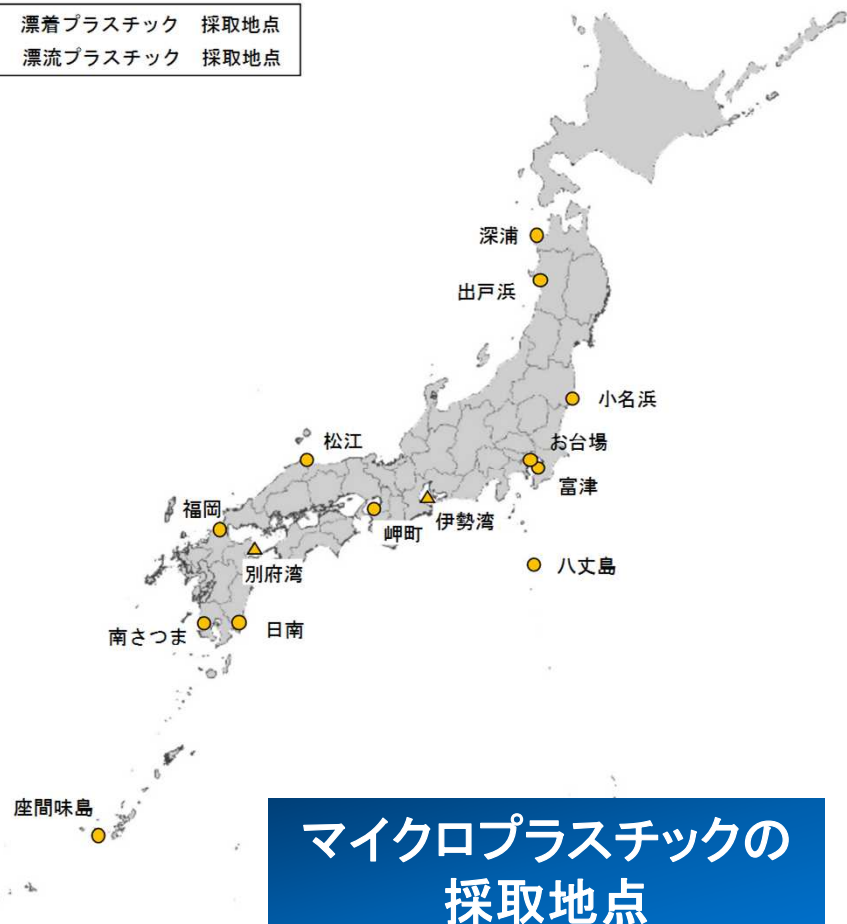 漂着プラスチック　採取地点
漂流プラスチック　採取地点
深浦
出戸浜
小名浜
お台場
富津
松江
福岡
岬町
伊勢湾
別府湾
八丈島
南さつま
日南
座間味島
マイクロプラスチックの
採取地点